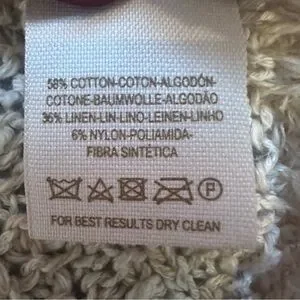 58% COTTON-COTON-ALGODÓN-
COTONE-BAUMWOLLE-ALGODÃO
36% LINEN-LIN-LINO-LEINEN-LINHO
6% NYLON-POLIAMIDA-
FIBRA SINTÉTICA
P
FOR BEST RESULTS DRY CLEAN